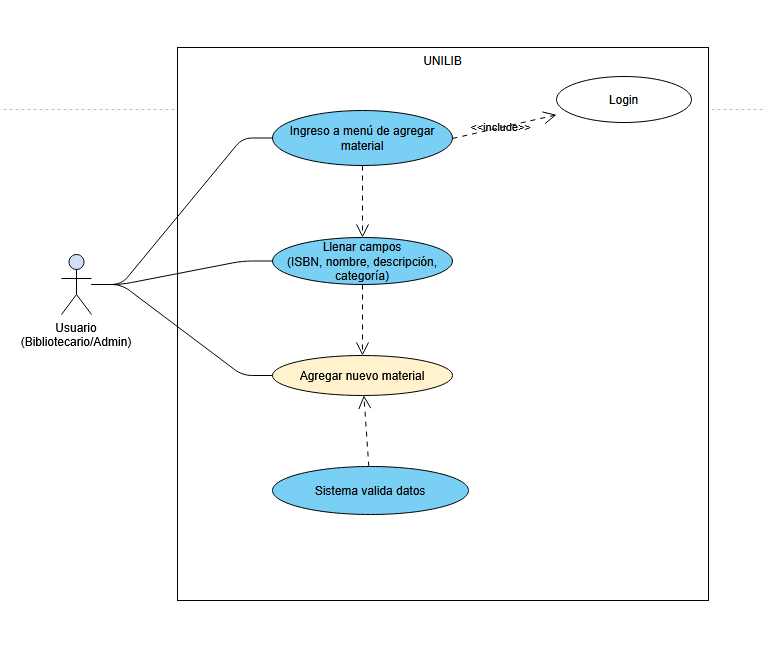 UNILIB
Login
Ingreso a menú de agregar
material
<<include>>
Llenar campos
(ISBN, nombre, descripción,
categoría)
Usuario
(Bibliotecario/Admin)
Agregar nuevo material
Sistema valida datos